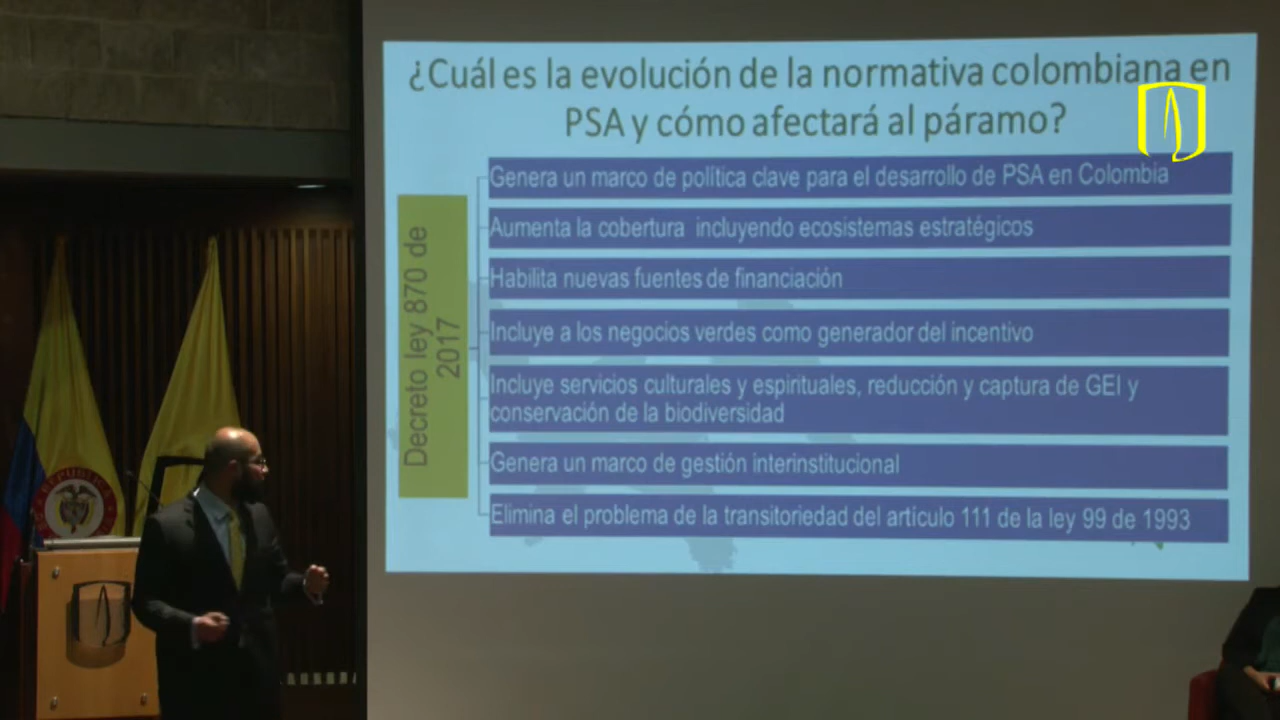 ¿Cuál es la evolución de la normativa colombiana en
PSA y cómo afectará al páramo?
Decreto ley 870 de
2017
Genera un marco de política clave para el desarrollo de PSA en Colombia
Aumenta la cobertura incluyendo ecosistemas estratégicos
Habilita nuevas fuentes de financiación
Incluye a los negocios verdes como generador del incentivo
Incluye servicios culturales y espirituales, reducción y captura de GEI y
conservación de la biodiversidad
Genera un marco de gestión interinstitucional
Elimina el problema de la transitoriedad del artículo 111 de la ley 99 de 1993